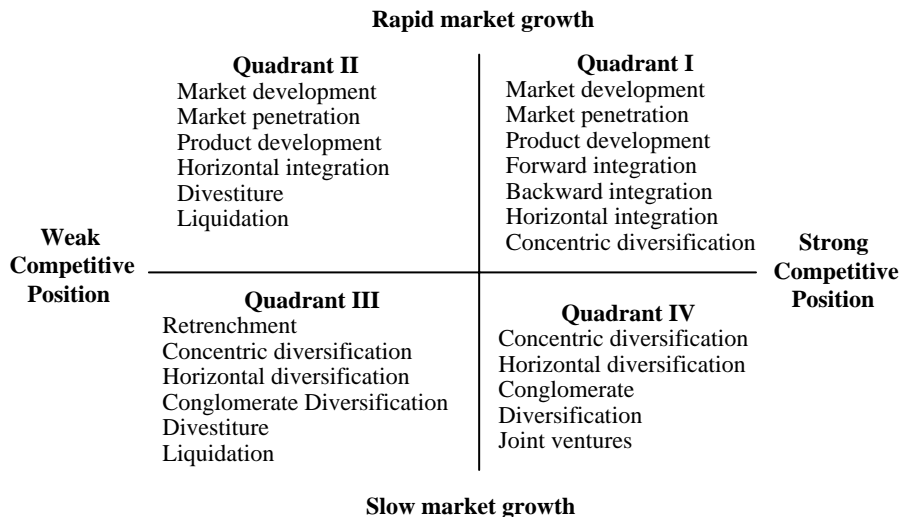 Rapid market growth
Quadrant II
Market development
Market penetration
Product development
Horizontal integration
Divestiture
Liquidation
Quadrant I
Market development
Market penetration
Product development
Forward integration
Backward integration
Horizontal integration
Concentric diversification
Weak
Competitive
Position
Strong
Competitive
Position
Quadrant III
Retrenchment
Concentric diversification
Horizontal diversification
Conglomerate Diversification
Divestiture
Liquidation
Quadrant IV
Concentric diversification
Horizontal diversification
Conglomerate
Diversification
Joint ventures
Slow market growth